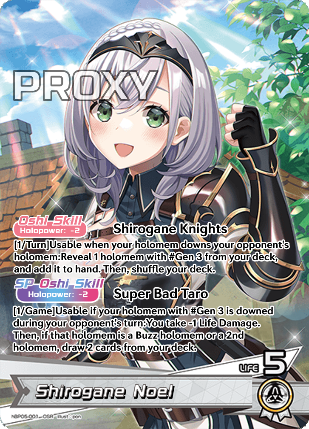 PROXY
Oshi Skill
Holopower: -2
Shirogane Knights
[1/Turn]Usable when your holomem downs your opponent's
holomem:Reveal 1 holomem with #Gen 3 from your deck,
and add it to hand. Then, shuffle your deck.
SP Oshi Skill
Holopower: -2
Super Bad Taro
[1/Game]Usable if your holomem with #Gen 3 is downed
during your opponent's turn:You take -1 Life Damage.
Then, if that holomem is a Buzz holomem or a 2nd
holomem, draw 2 cards from your deck.
LIFE 5
Shirogane Noel